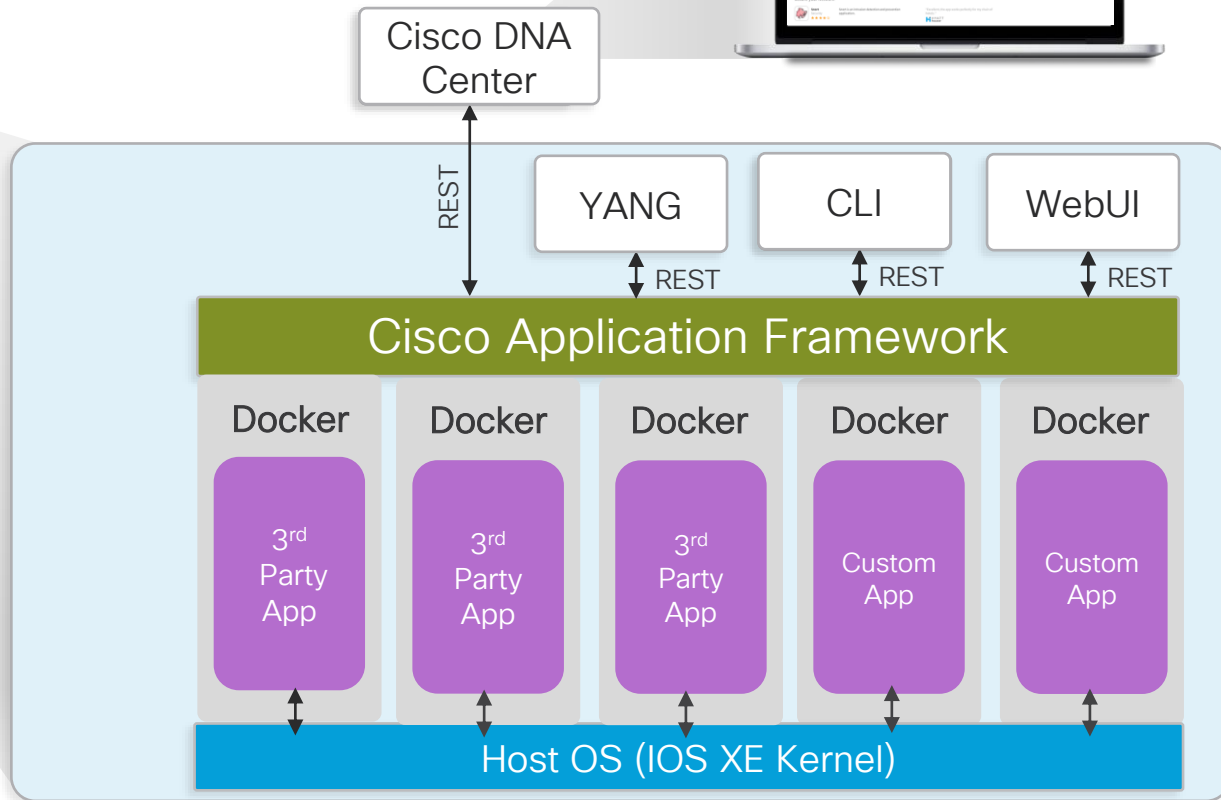 Cisco DNA
Center
REST
YANG
CLI
WebUI
REST
REST
REST
Cisco Application Framework
Docker
Docker
Docker
Docker
Docker
3rd
Party
App
3rd
Party
App
3rd
Party
App
Custom
App
Custom
App
Host OS (IOS XE Kernel)